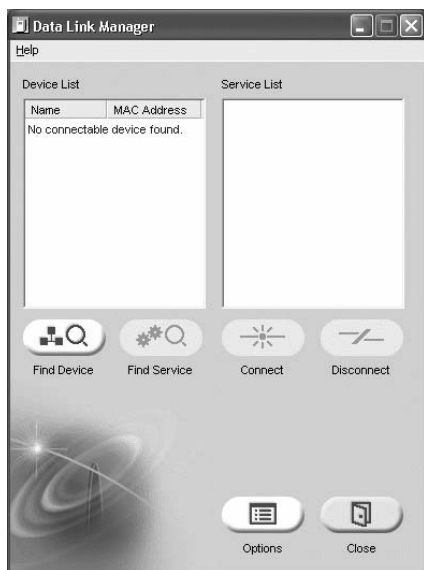 Data Link Manager
Help
Device List
Service List
Name MAC Address
No connectable device found.
Find Device
Find Service
Connect
Disconnect
Options
Close